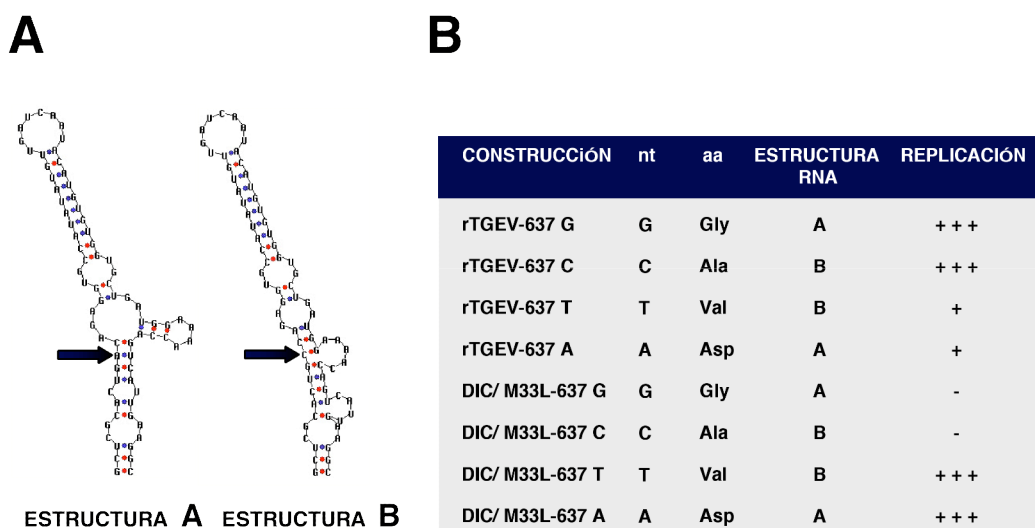 A
B
ESTRUCTURA A
ESTRUCTURA B
CONSTRUCCiÓN nt aa ESTRUCTURA RNA REPLICACIÓN
rTGEV-637 G G Gly A + + +
rTGEV-637 C C Ala B + + +
rTGEV-637 T T Val B +
rTGEV-637 A A Asp A +
DIC/ M33L-637 G G Gly A -
DIC/ M33L-637 C C Ala B -
DIC/ M33L-637 T T Val B + + +
DIC/ M33L-637 A A Asp A + + +